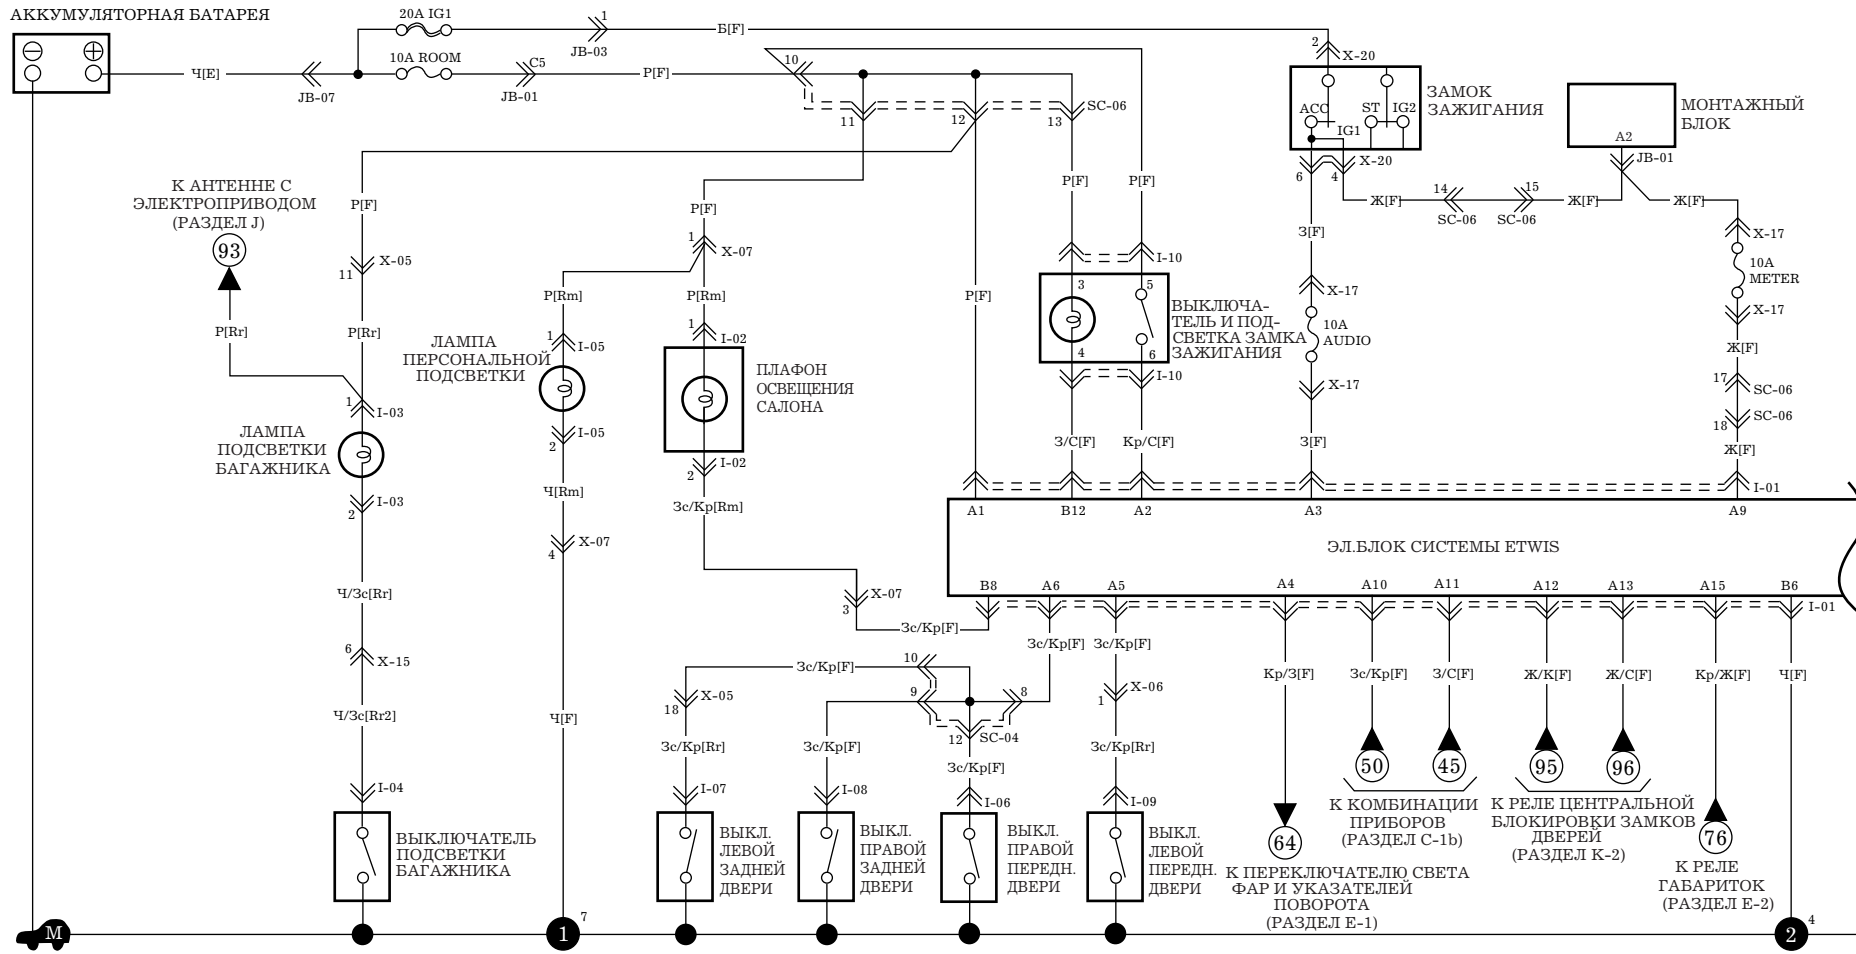 АККУМУЛЯТОРНАЯ БАТАРЕЯ
20A IG1
1
JB-03
Б[F]
10A ROOM
C5
JB-01
Ч[E]
JB-07
P[F]
10
11
12
13
SC-06
2
X-20
ACC
ST
IG2
IG1
ЗАМОК
ЗАЖИГАНИЯ
6
4
X-20
МОНТАЖНЫЙ
БЛОК
A2
JB-01
Ж[F]
14
SC-06
15
SC-06
Ж[F]
Ж[F]
К АНТЕННЕ С
ЭЛЕКТРОПРИВОДОМ
(РАЗДЕЛ J)
93
P[Rr]
P[F]
11
X-05
P[Rr]
1
I-03
ЛАМПА
ПОДСВЕТКИ
БАГАЖНИКА
2
I-03
Ч/Зс[Rr]
6
X-15
Ч/Зс[Rr2]
I-04
ВЫКЛЮЧАТЕЛЬ
ПОДСВЕТКИ
БАГАЖНИКА
P[Rm]
1
I-05
ЛАМПА
ПЕРСОНАЛЬНОЙ
ПОДСВЕТКИ
2
I-05
Ч[Rm]
4
X-07
Ч[F]
P[F]
1
X-07
P[Rm]
1
I-02
ПЛАФОН
ОСВЕЩЕНИЯ
САЛОНА
2
I-02
Зс/Кр[Rm]
3
X-07
Зс/Кр[F]
P[F]
P[F]
P[F]
I-10
3
5
4
6
ВЫКЛЮЧА-
ТЕЛЬ И ПОД-
СВЕТКА ЗАМКА
ЗАЖИГАНИЯ
I-10
З/С[F]
Кр/С[F]
З[F]
X-17
10A
AUDIO
X-17
З[F]
X-17
10A
METER
X-17
Ж[F]
17
SC-06
18
SC-06
Ж[F]
I-01
A1
B12
A2
A3
A9
ЭЛ.БЛОК СИСТЕМЫ ETWIS
B8
A6
A5
A4
A10
A11
A12
A13
A15
B6
I-01
Зс/Кр[F]
Зс/Кр[F]
Зс/Кр[F]
10
9
8
12
SC-04
18
X-05
1
X-06
Зс/Кр[Rr]
Зс/Кр[F]
Зс/Кр[F]
Зс/Кр[Rr]
I-07
I-08
I-06
I-09
ВЫКЛ.
ЛЕВОЙ
ЗАДНЕЙ
ДВЕРИ
ВЫКЛ.
ПРАВОЙ
ЗАДНЕЙ
ДВЕРИ
ВЫКЛ.
ПРАВОЙ
ПЕРЕДН.
ДВЕРИ
ВЫКЛ.
ЛЕВОЙ
ПЕРЕДН.
ДВЕРИ
Кр/З[F]
Зс/Кр[F]
З/С[F]
Ж/К[F]
Ж/С[F]
Кр/Ж[F]
Ч[F]
64
К ПЕРЕКЛЮЧАТЕЛЮ СВЕТА
ФАР И УКАЗАТЕЛЕЙ
ПОВОРОТА
(РАЗДЕЛ E-1)
50
45
К КОМБИНАЦИИ
ПРИБОРОВ
(РАЗДЕЛ C-1b)
95
96
К РЕЛЕ ЦЕНТРАЛЬНОЙ
БЛОКИРОВКИ ЗАМКОВ
ДВЕРЕЙ
(РАЗДЕЛ K-2)
76
К РЕЛЕ
ГАБАРИТОК
(РАЗДЕЛ E-2)
M
1
7
2
4